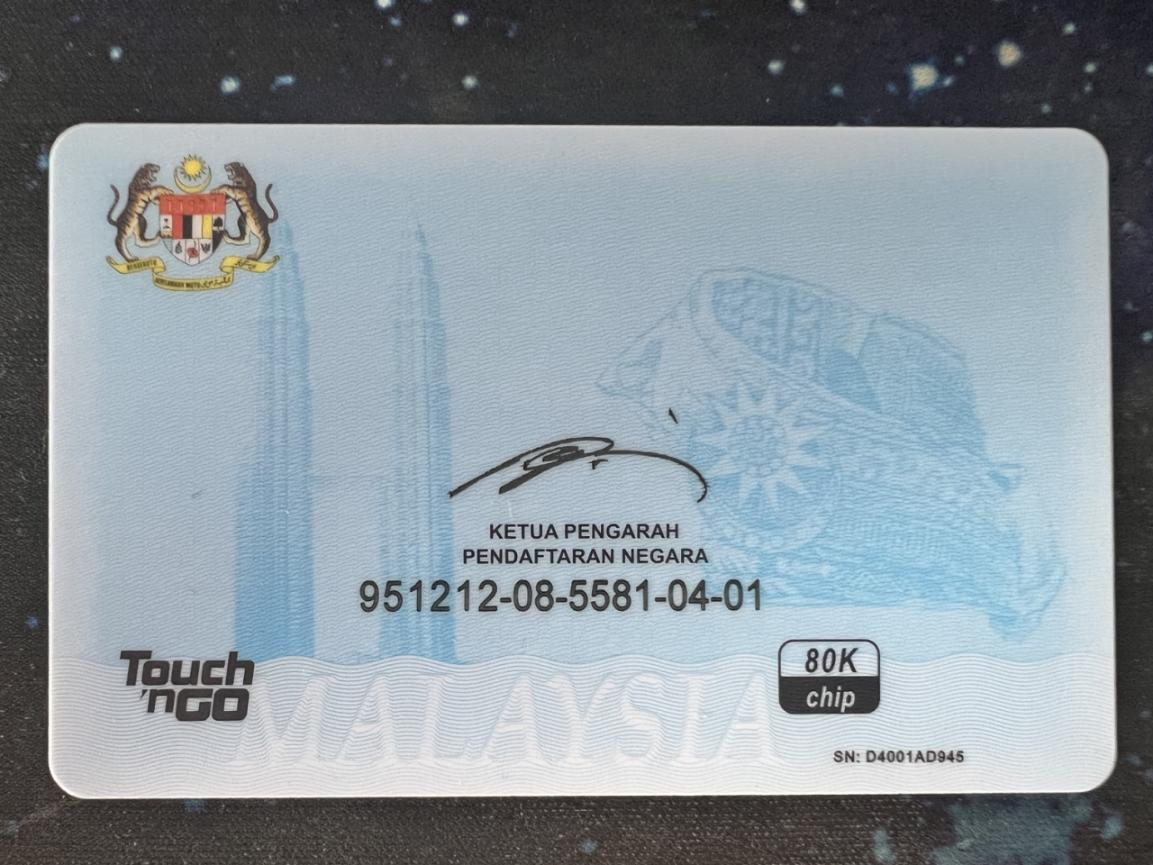 KETUA PENGARAH
PENDAFTARAN NEGARA
951212-08-5581-04-01
Touch
'nGO
80K
chip
MALAYSIA
SN: D4001AD945